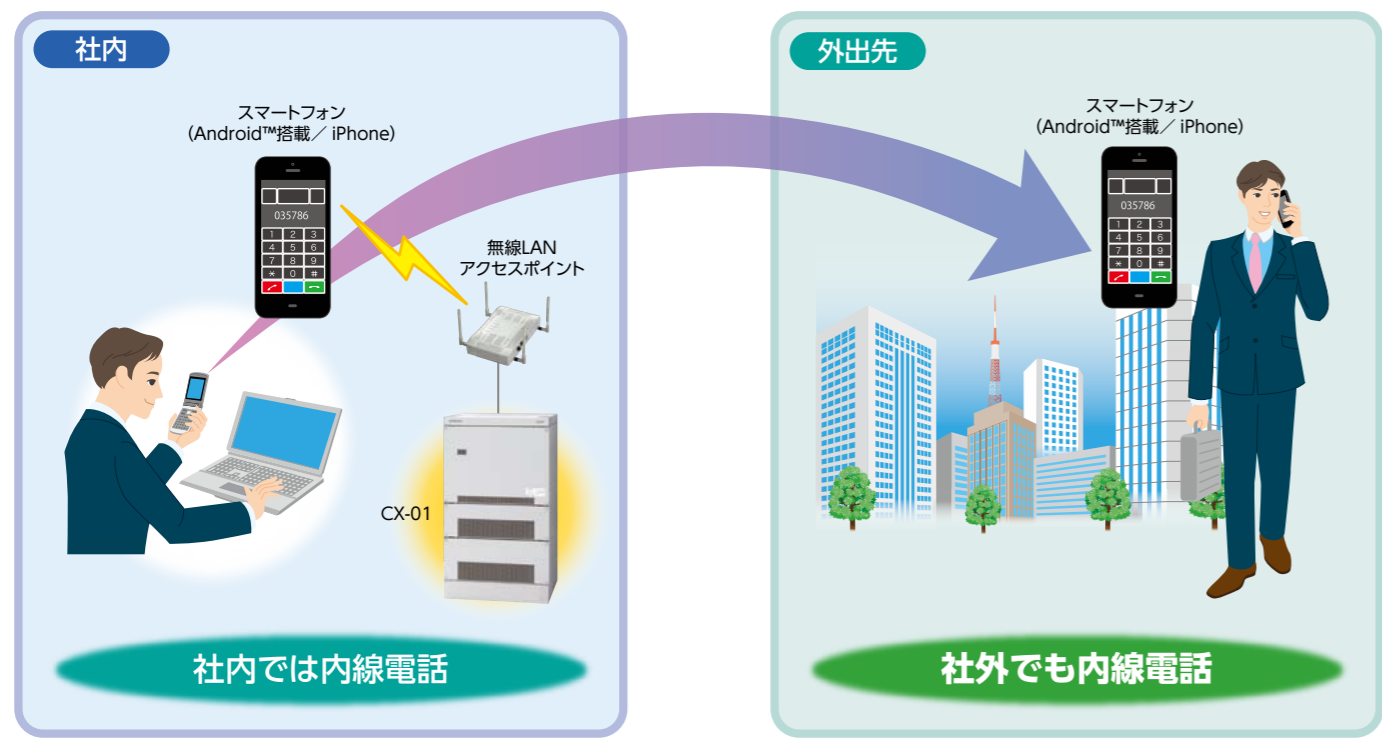 社内
スマートフォン
（Android™搭載／iPhone）
035786
1 2 3
4 5 6
7 8 9
* 0 #
無線LAN
アクセスポイント
CX-01
社内では内線電話
外出先
スマートフォン
（Android™搭載／iPhone）
035786
1 2 3
4 5 6
7 8 9
* 0 #
社外でも内線電話